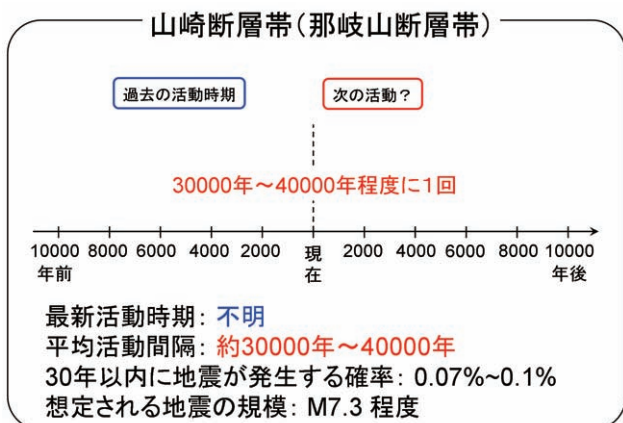 山崎断層帯(那岐山断層帯)
過去の活動時期
次の活動?
30000年~40000年程度に1回
10000 8000 6000 4000 2000 現在 2000 4000 6000 8000 10000
年前 年後
最新活動時期: 不明
平均活動間隔: 約30000年~40000年
30年以内に地震が発生する確率: 0.07%~0.1%
想定される地震の規模: M7.3 程度